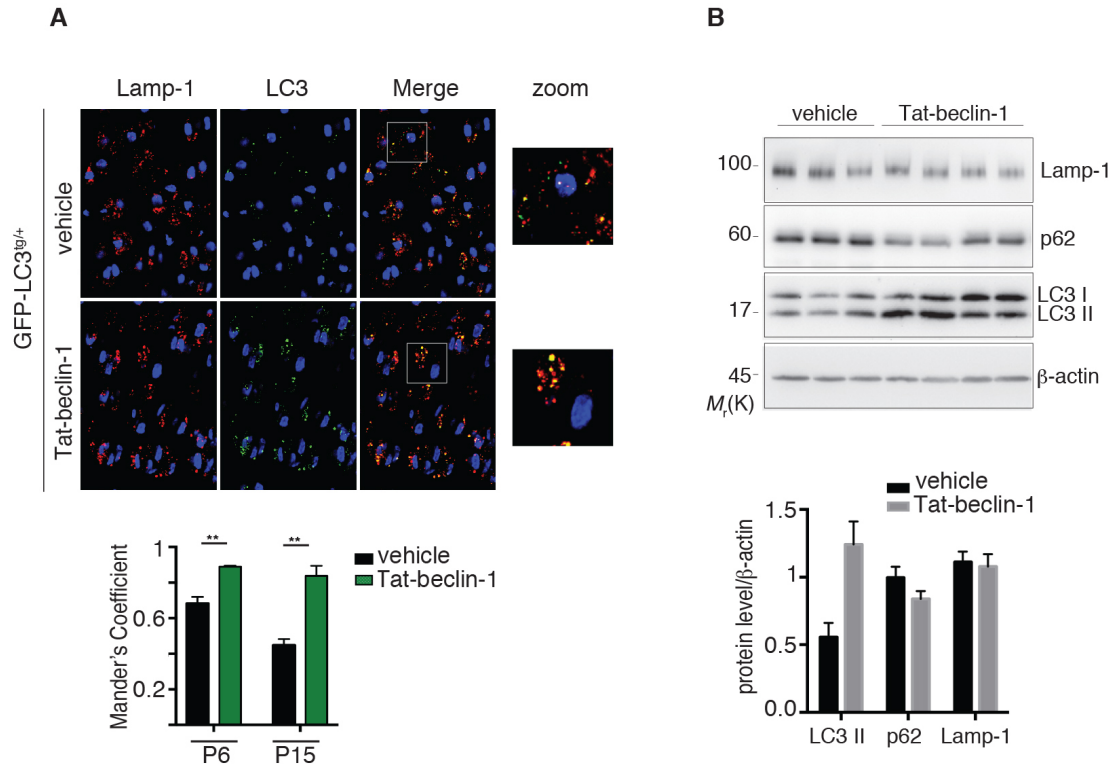 A
Lamp-1 LC3 Merge zoom
GFP-LC3tg/+
vehicle
Tat-beclin-1
Mander's Coefficient
1
0.6
0.2
P6 P15
** **
vehicle
Tat-beclin-1
B
vehicle Tat-beclin-1
100
Lamp-1
60
p62
17
LC3 I
LC3 II
45
β-actin
Mr(K)
vehicle
Tat-beclin-1
protein level/β-actin
1.5
1
0.5
0.0
LC3 II p62 Lamp-1